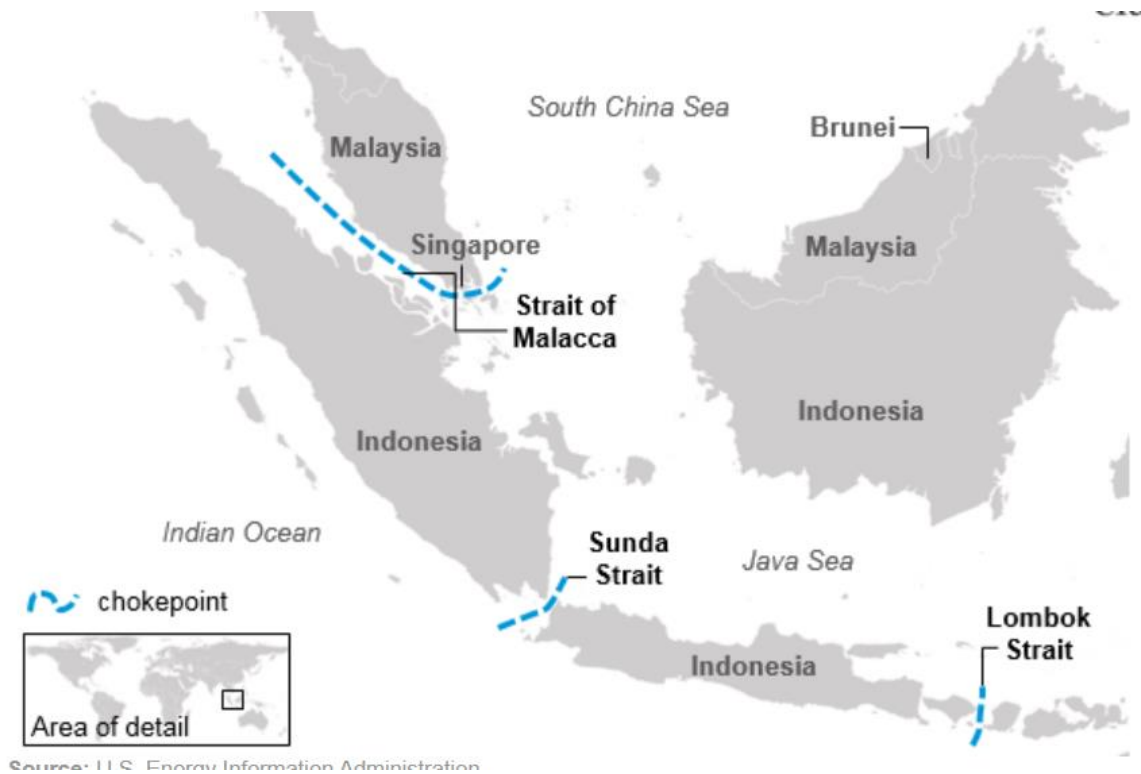 South China Sea
Brunei
Malaysia
Malaysia
Singapore
Strait of
Malacca
Indonesia
Indonesia
Indian Ocean
Sunda
Strait
Java Sea
chokepoint
Lombok
Strait
Indonesia
Area of detail
Source: U.S. Energy Information Administration